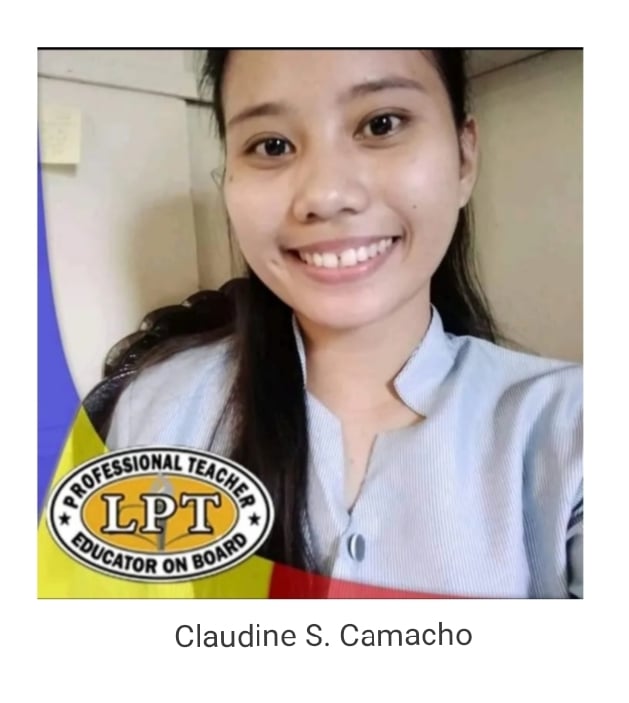 PROFESSIONAL TEACHER
LPT
EDUCATOR ON BOARD
Claudine S. Camacho